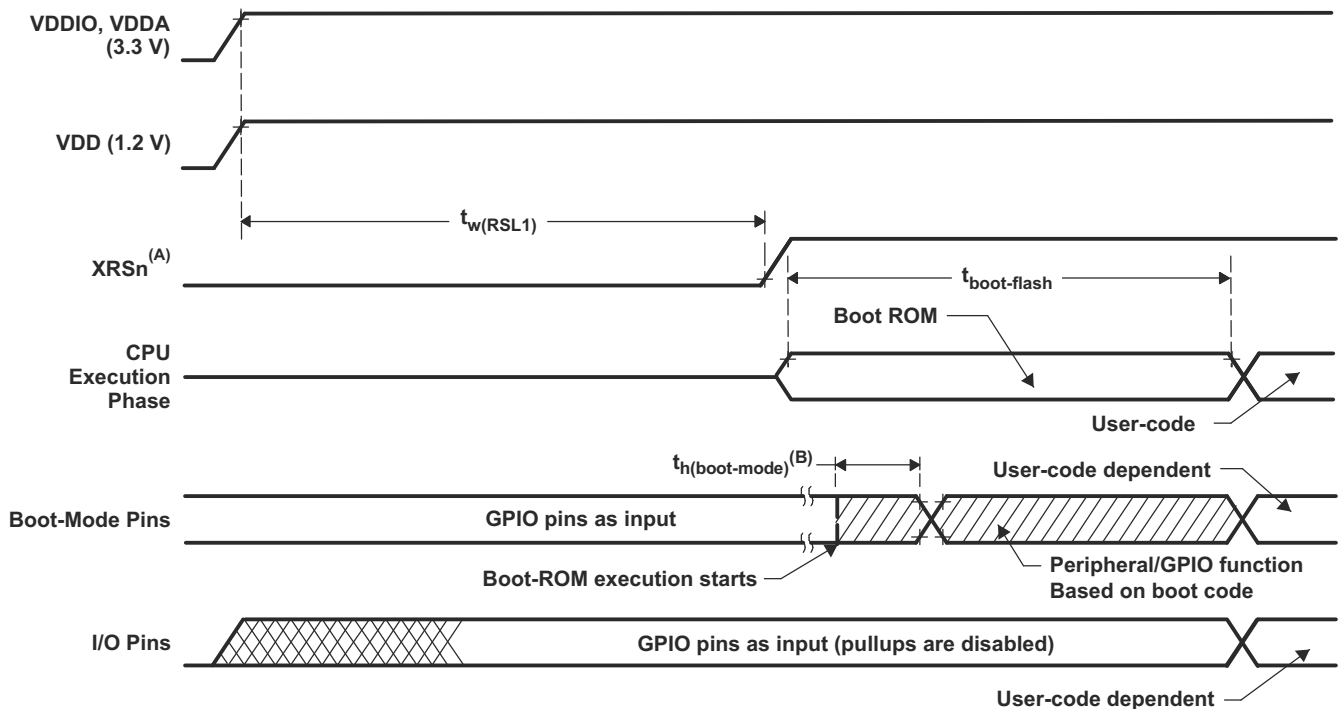 VDDIO, VDDA
(3.3 V)
VDD (1.2 V)
tw(RSL1)
XRSn(A)
tboot-flash
Boot ROM
CPU
Execution
Phase
User-code
th(boot-mode)(B)
User-code dependent
Boot-Mode Pins
GPIO pins as input
Boot-ROM execution starts
Peripheral/GPIO function
Based on boot code
I/O Pins
GPIO pins as input (pullups are disabled)
User-code dependent